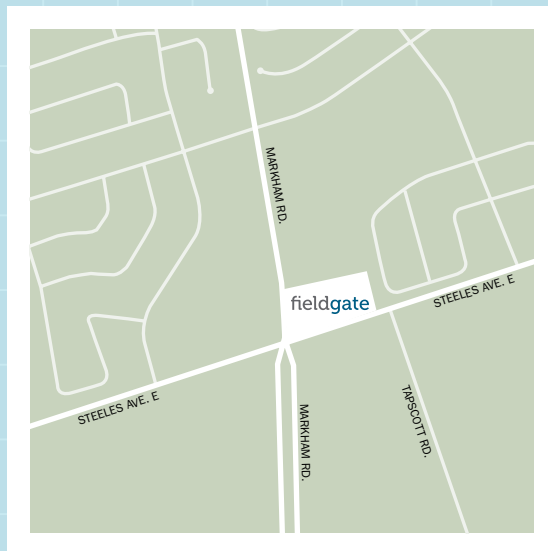 MARKHAM RD.
fieldgate
STEELES AVE. E
STEELES AVE. E
MARKHAM RD.
TAPSCOTT RD.